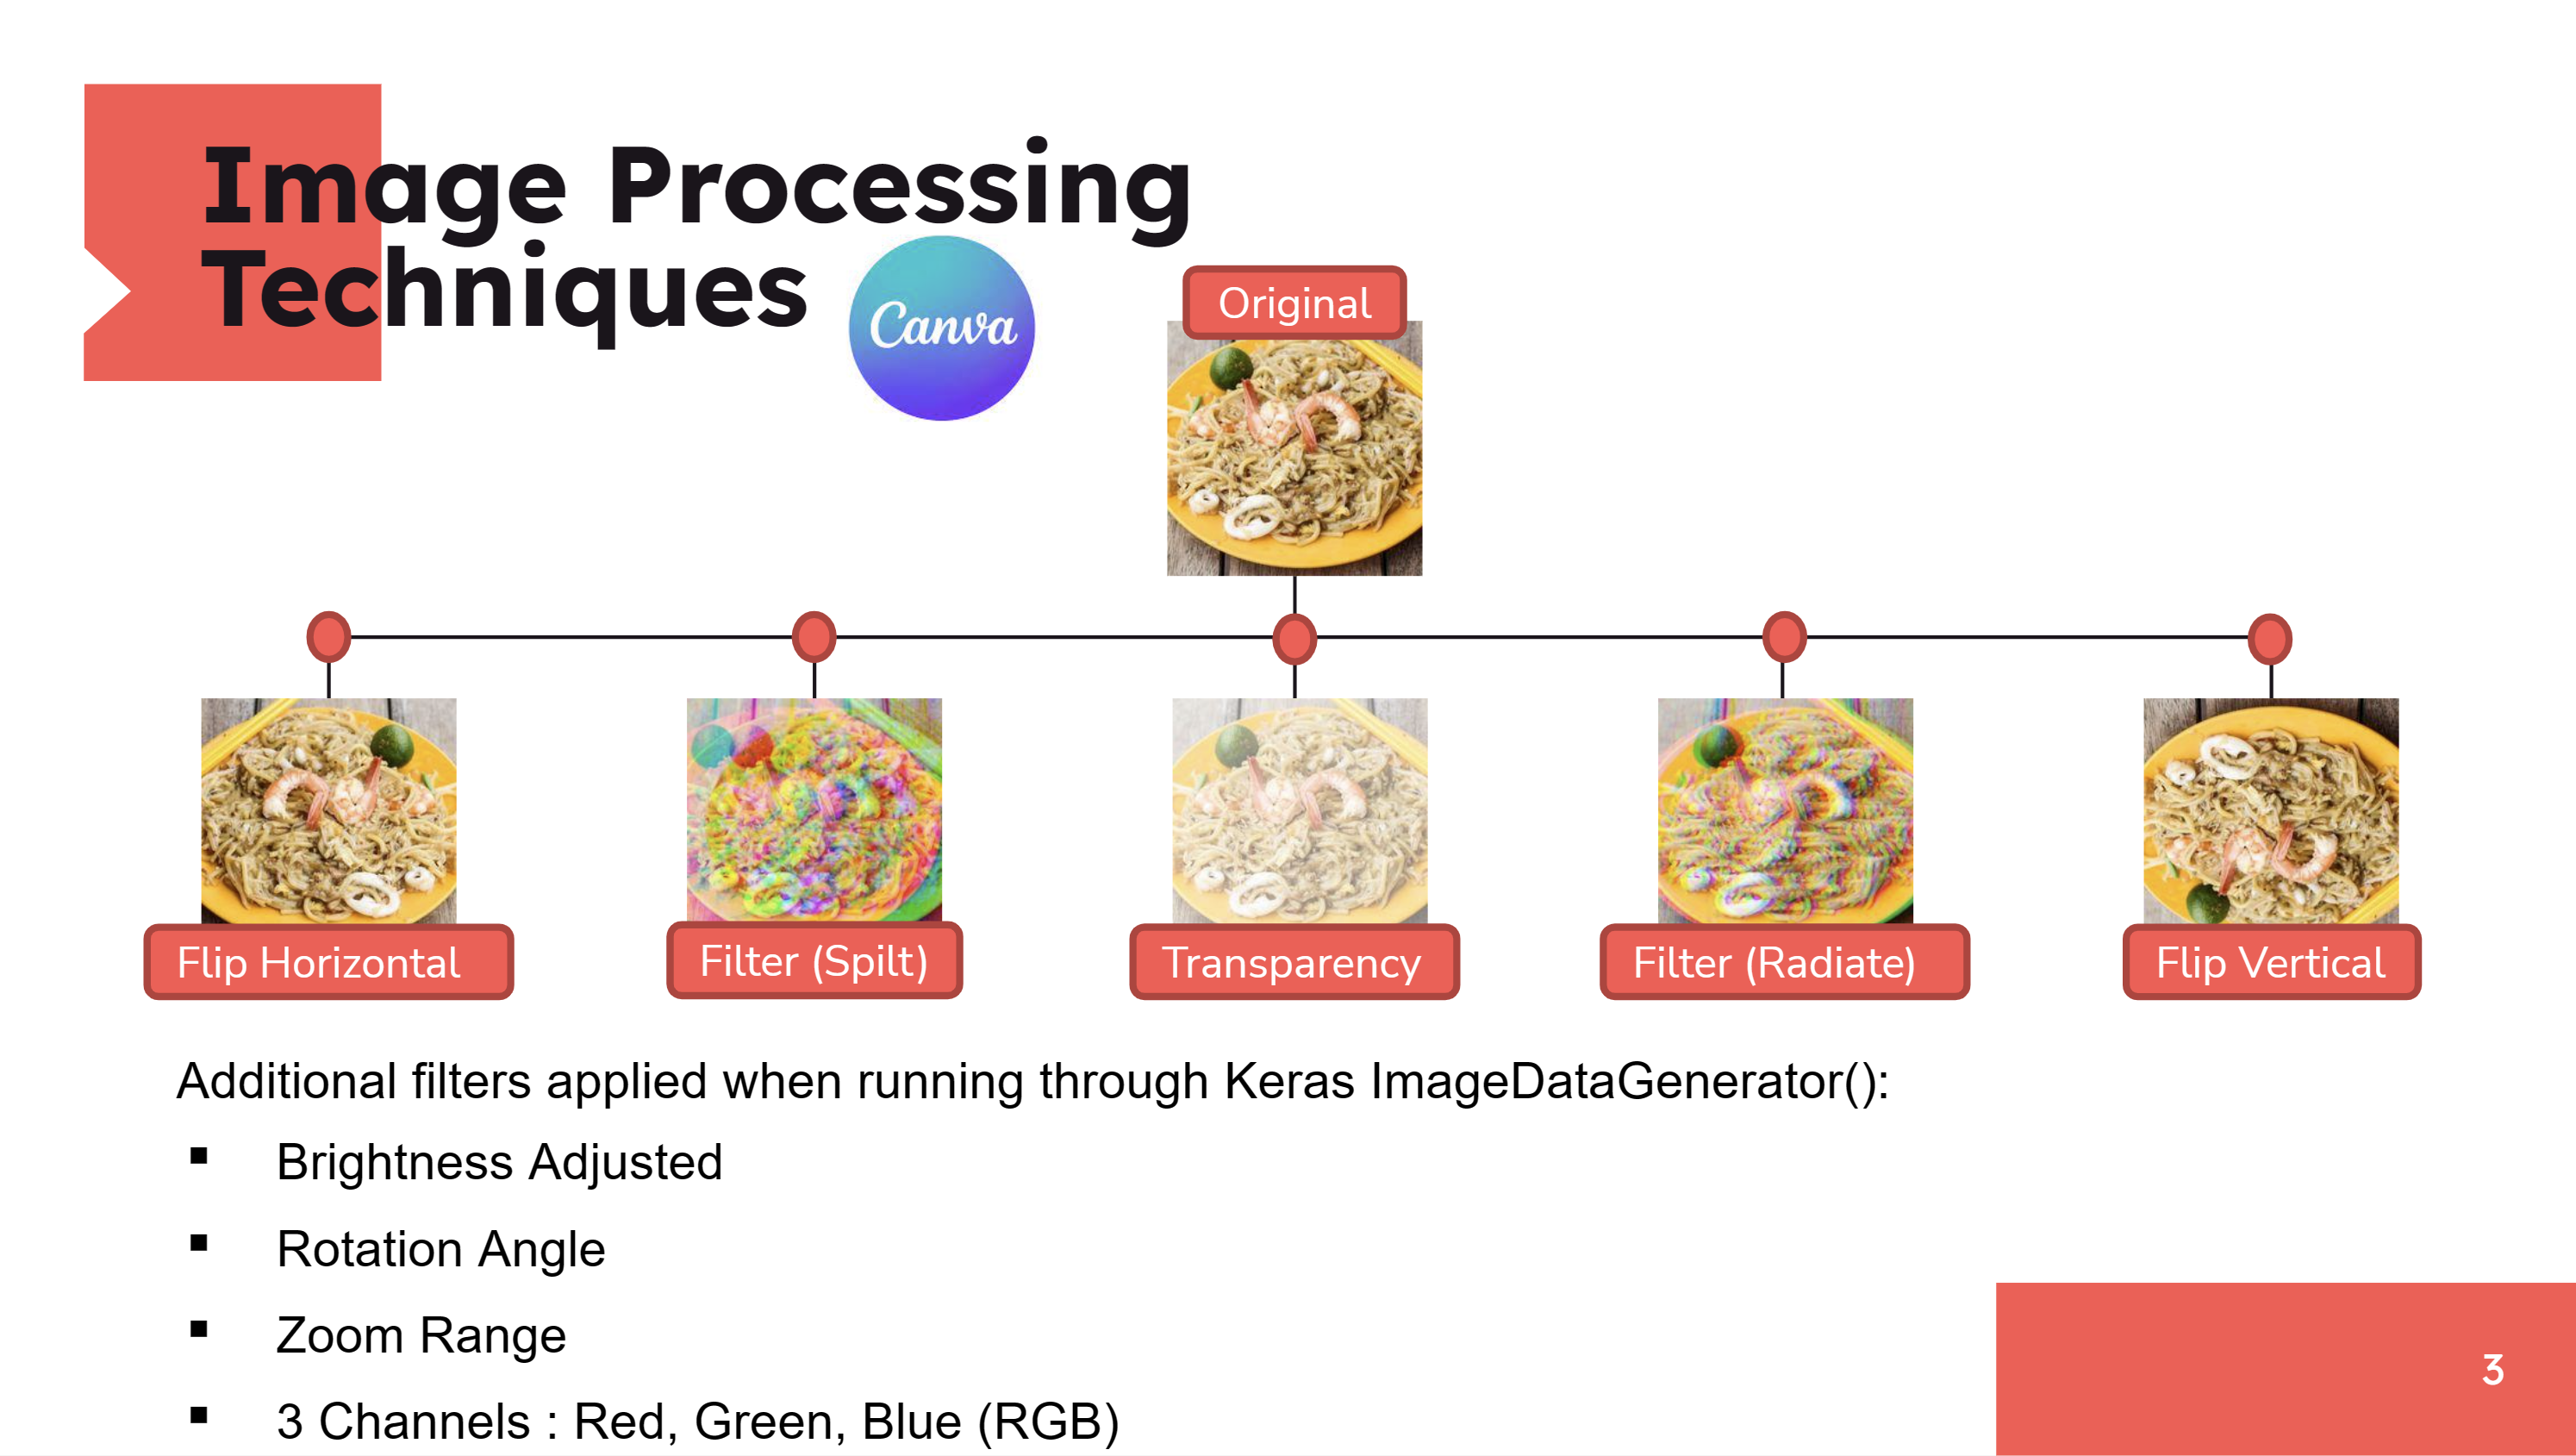 Image Processing
Techniques
Canva
Original
Flip Horizontal
Filter (Spilt)
Transparency
Filter (Radiate)
Flip Vertical
Additional filters applied when running through Keras ImageDataGenerator():
▪ Brightness Adjusted
▪ Rotation Angle
▪ Zoom Range
▪ 3 Channels : Red, Green, Blue (RGB)
3